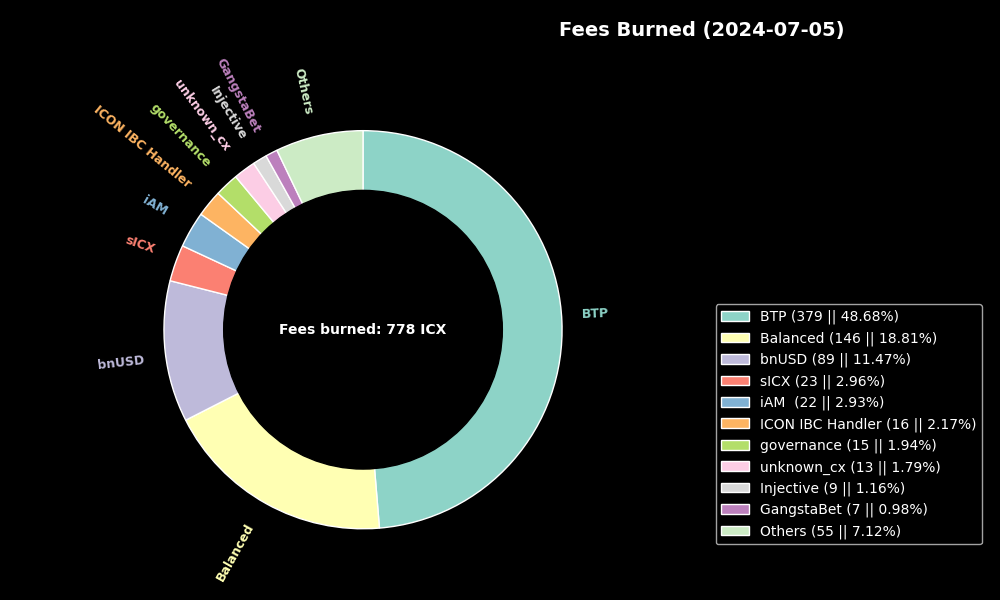 Fees Burned (2024-07-05)
Others
GangstaBet
Injective
unknown_cx
governance
ICON IBC Handler
iAM
sICX
bnUSD
Balanced
BTP
Fees burned: 778 ICX
BTP (379 || 48.68%)
Balanced (146 || 18.81%)
bnUSD (89 || 11.47%)
sICX (23 || 2.96%)
iAM  (22 || 2.93%)
ICON IBC Handler (16 || 2.17%)
governance (15 || 1.94%)
unknown_cx (13 || 1.79%)
Injective (9 || 1.16%)
GangstaBet (7 || 0.98%)
Others (55 || 7.12%)